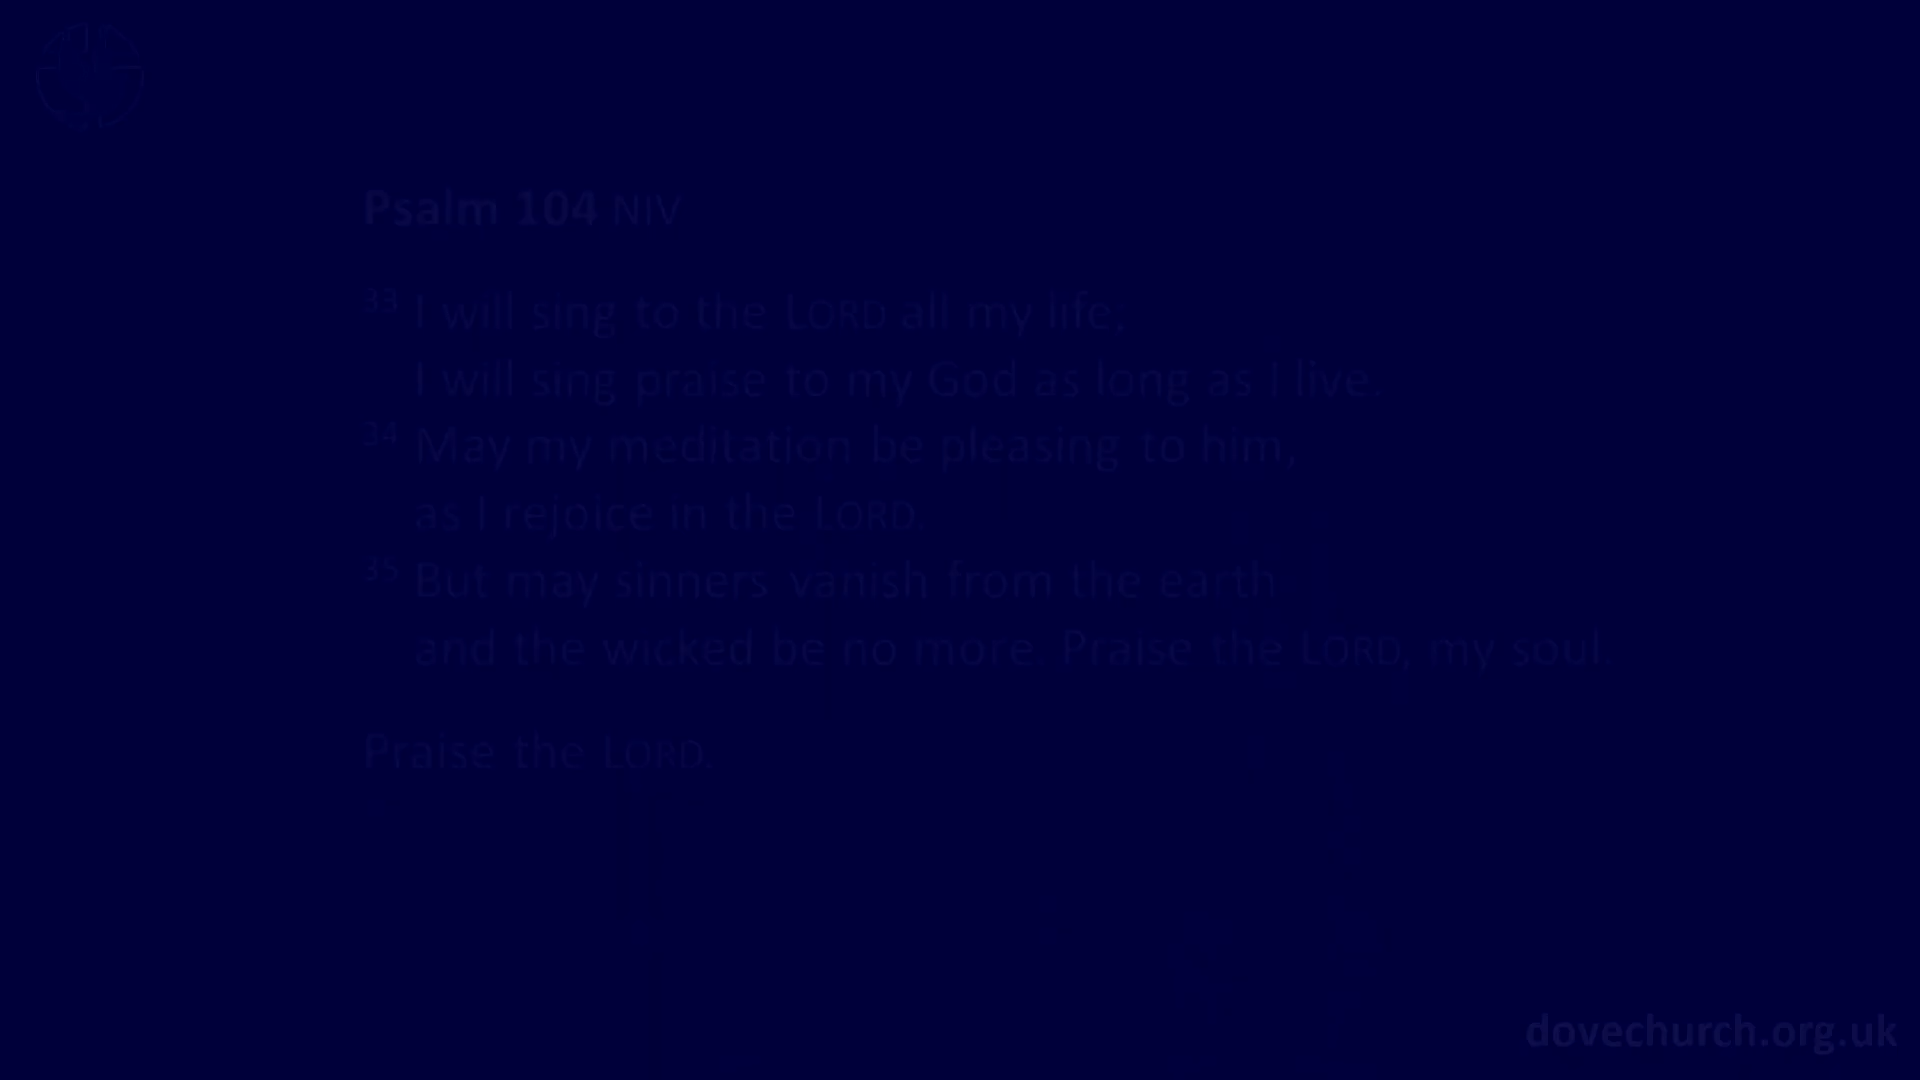 Psalm 104 NIV
33 I will sing to the LORD all my life,
I will sing praise to my God as long as I live.
34 May my meditation be pleasing to him,
as I rejoice in the LORD.
35 But may sinners vanish from the earth
and the wicked be no more. Praise the LORD, my soul.
Praise the LORD.
dovechurch.org.uk